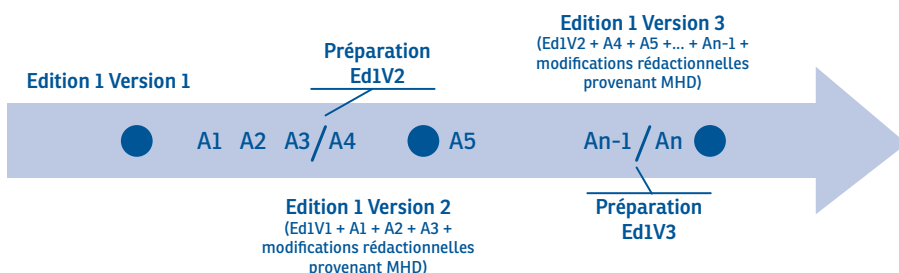 Edition 1 Version 1
Préparation
Ed1V2
Edition 1 Version 3
(Ed1V2 + A4 + A5 +... + An-1 +
modifications rédactionnelles
provenant MHD)
A1 A2 A3/A4 A5 An-1/An
Edition 1 Version 2
(Ed1V1 + A1 + A2 + A3 +
modifications rédactionnelles
provenant MHD)
Préparation
Ed1V3